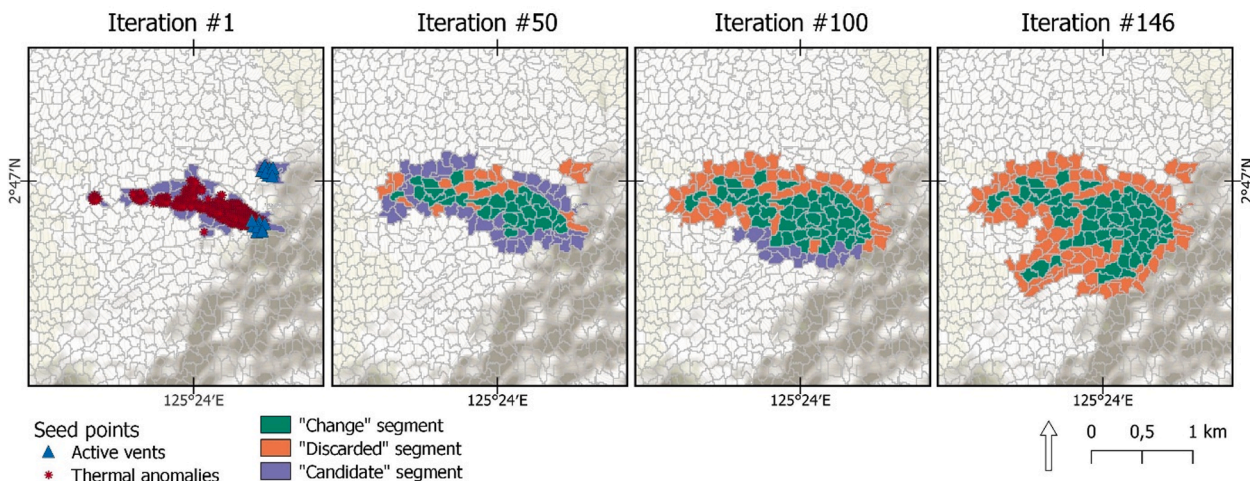 Iteration #1 Iteration #50 Iteration #100 Iteration #146
2°47′N 2°47′N
125°24′E 125°24′E 125°24′E 125°24′E
Seed points
Active vents
Thermal anomalies
"Change" segment
"Discarded" segment
"Candidate" segment
0 0,5 1 km